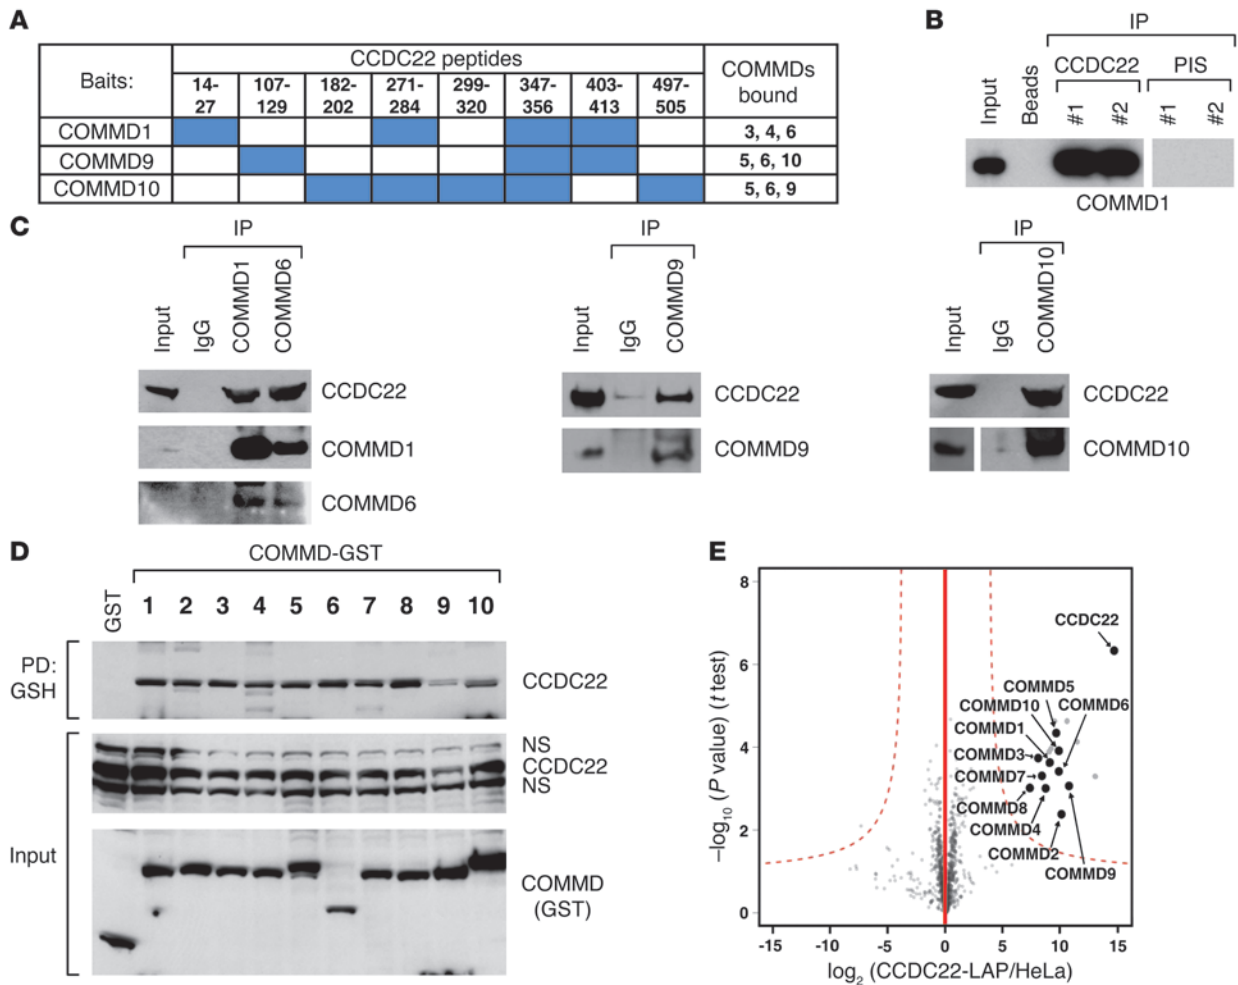 A
Baits:
CCDC22 peptides
COMMDs bound
14-27
107-129
182-202
271-284
299-320
347-356
403-413
497-505
COMMD1
3, 4, 6
COMMD9
5, 6, 10
COMMD10
5, 6, 9
B
IP
CCDC22
PIS
Input
Beads
#1
#2
#1
#2
COMMD1
C
IP
Input
IgG
COMMD1
COMMD6
CCDC22
COMMD1
COMMD6
IP
Input
IgG
COMMD9
CCDC22
COMMD9
IP
Input
IgG
COMMD10
CCDC22
COMMD10
D
COMMD-GST
GST
1 2 3 4 5 6 7 8 9 10
PD:
GSH
CCDC22
NS
CCDC22
NS
Input
COMMD
(GST)
E
–log10 (P value) (t test)
8
6
4
2
0
CCDC22
COMMD5
COMMD10
COMMD6
COMMD1
COMMD3
COMMD7
COMMD8
COMMD4
COMMD2
COMMD9
-15 -10 -5 0 5 10 15
log2 (CCDC22-LAP/HeLa)